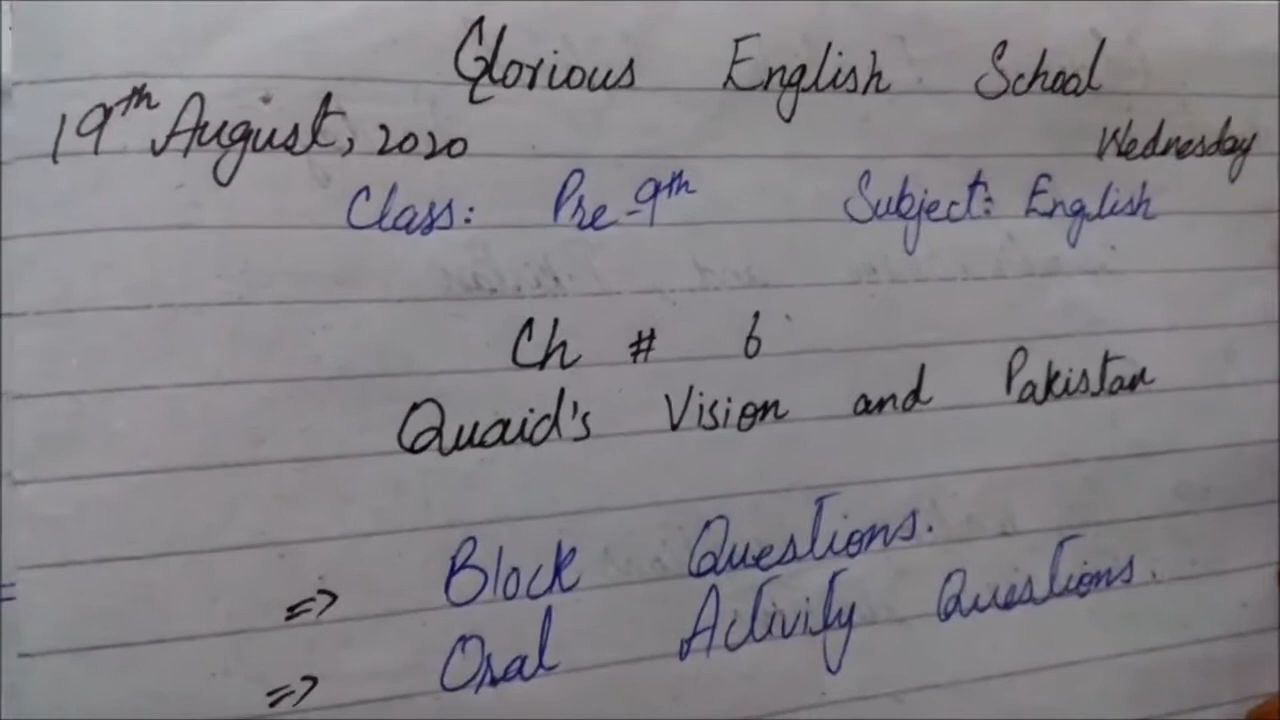 Glorious English School
19th August, 2020 Wednesday
Class: Pre-9th Subject: English
Ch # 6
Quaid's Vision and Pakistan
=> Block Questions.
=> Oral Activity Questions.